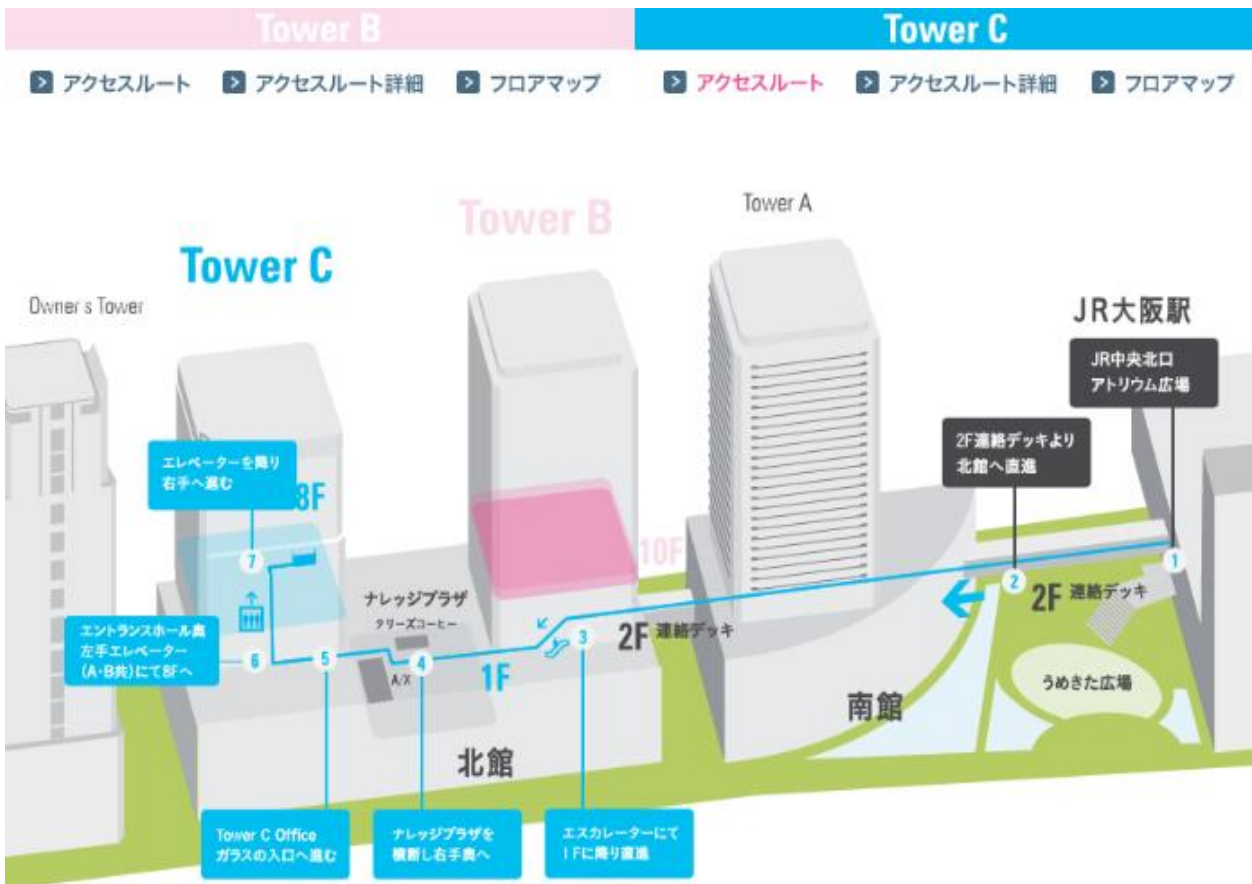 Tower B
Tower C
アクセスルート
アクセスルート詳細
フロアマップ
アクセスルート
アクセスルート詳細
フロアマップ
Tower A
Tower B
Tower C
Owner s Tower
JR大阪駅
JR中央北口
アトリウム広場
2F連絡デッキより
北館へ直進
エレベーターを降り
右手へ進む
8F
7
10F
1
2
2F 連絡デッキ
ナレッジプラザ
タリーズコーヒー
2F 連絡デッキ
3
エントランスホール奥
左手エレベーター
(A・B共)にて8Fへ
6
5
4
A/X
1F
うめきた広場
南館
北館
Tower C Office
ガラスの入口へ進む
ナレッジプラザを
横断し右手奥へ
エスカレーターにて
1Fに降り直進